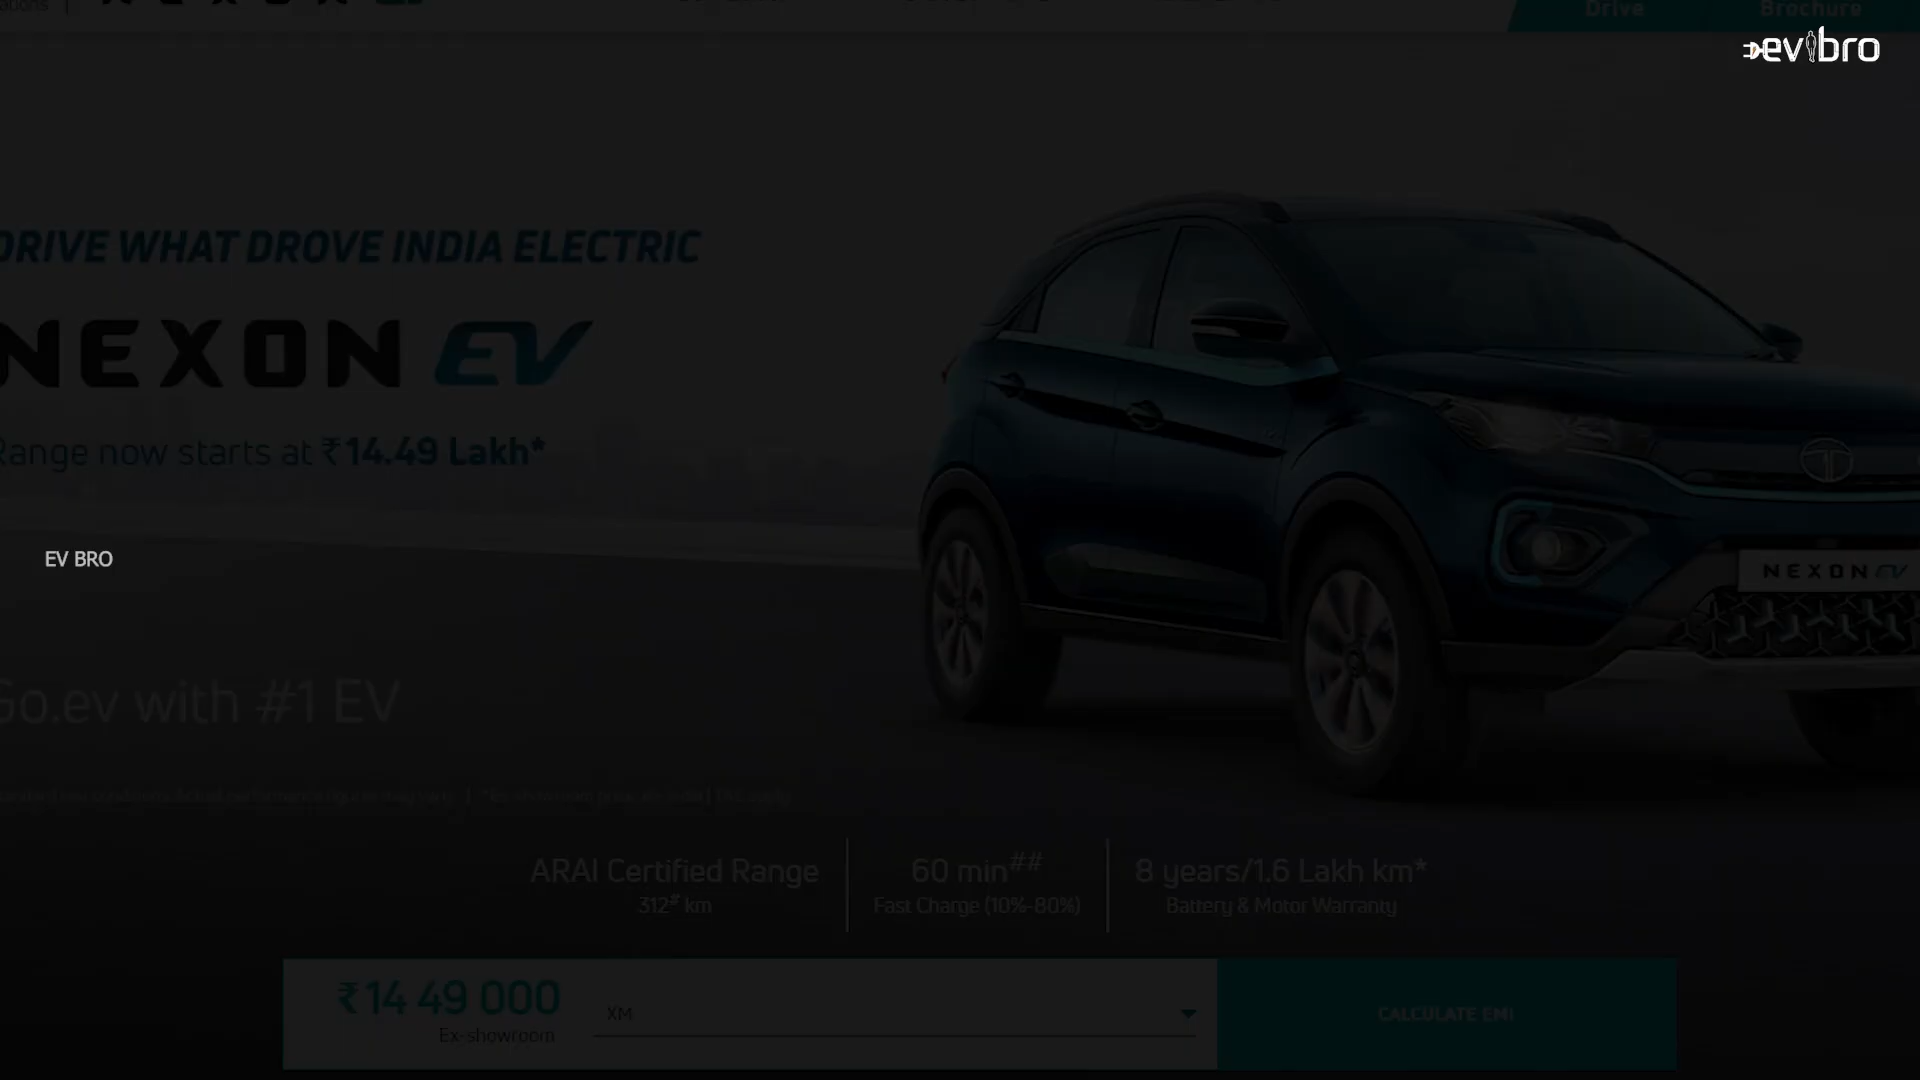 Drive
Brochure
evbro
DRIVE WHAT DROVE INDIA ELECTRIC
NEXON EV
Range now starts at ₹14.49 Lakh*
EV BRO
NEXON EV
Go.ev with #1 EV
ARAI Certified Range
312# km
60 min##
Fast Charge (10%-80%)
8 years/1.6 Lakh km*
Battery & Motor Warranty
₹14 49 000
Ex-showroom
XM
CALCULATE EMI